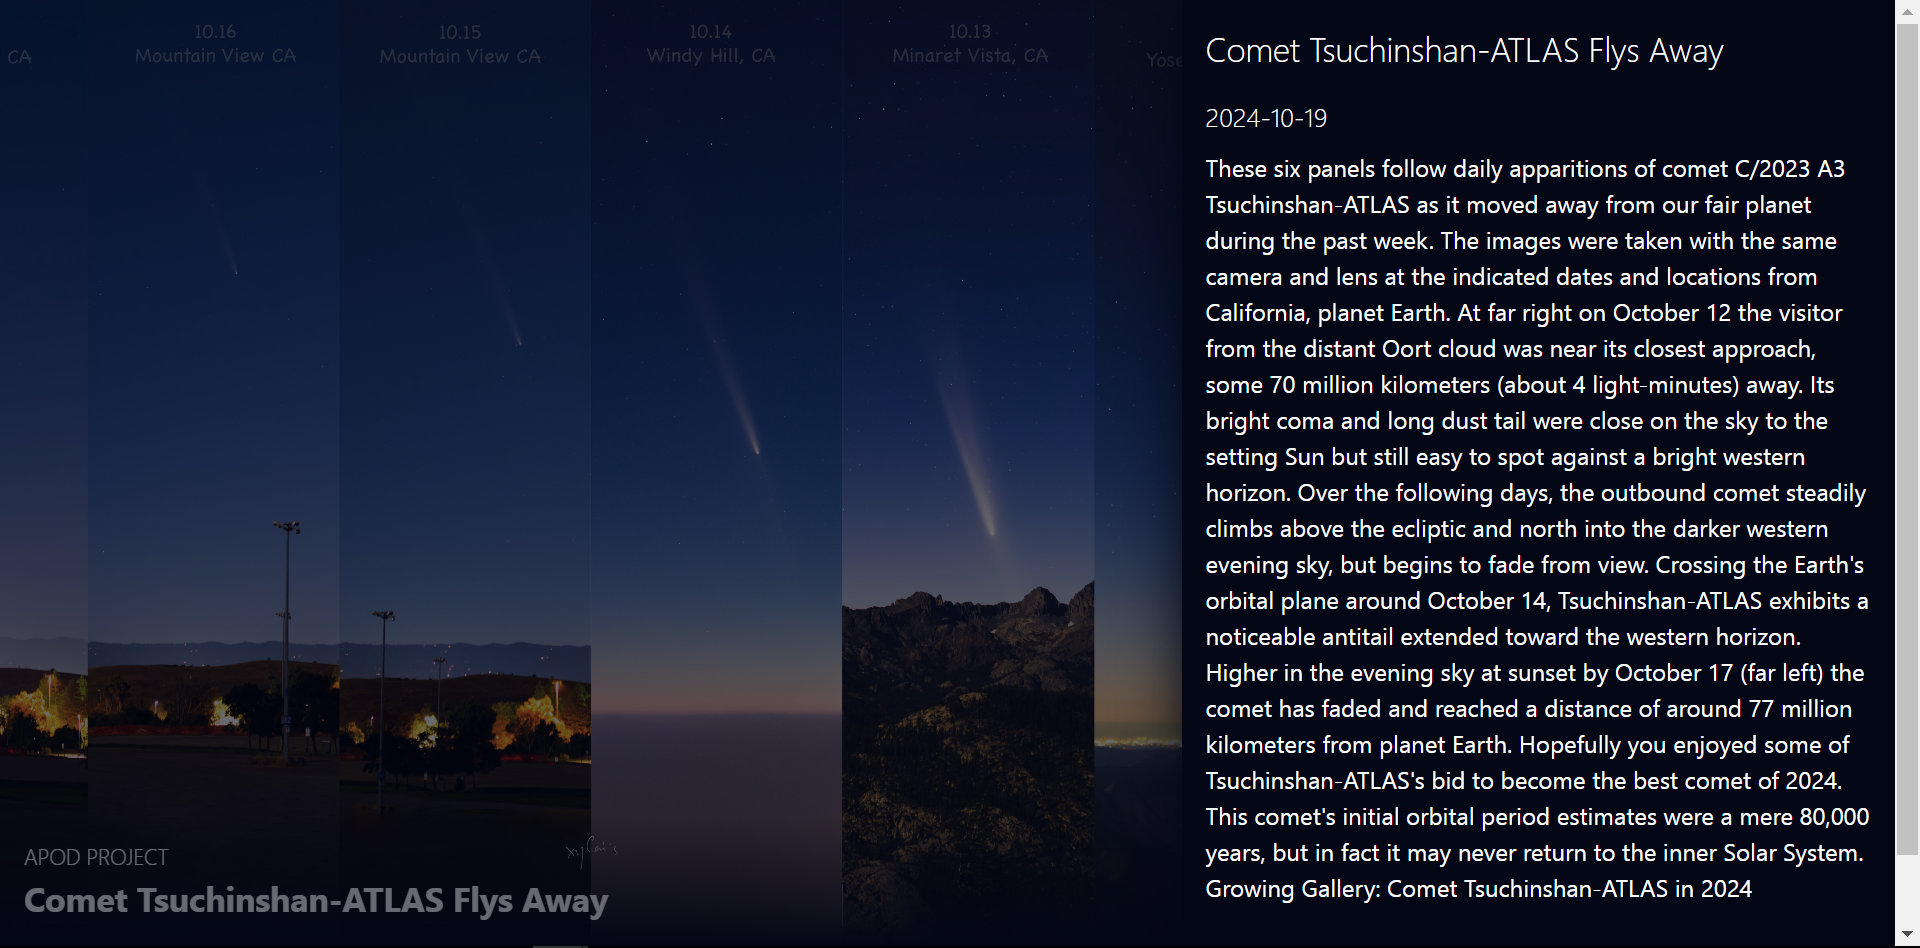 CA
10.16
Mountain View CA
10.15
Mountain View CA
10.14
Windy Hill, CA
10.13
Minaret Vista, CA
Yose
APOD PROJECT
Comet Tsuchinshan-ATLAS Flys Away
Comet Tsuchinshan-ATLAS Flys Away
2024-10-19
These six panels follow daily apparitions of comet C/2023 A3
Tsuchinshan-ATLAS as it moved away from our fair planet
during the past week. The images were taken with the same
camera and lens at the indicated dates and locations from
California, planet Earth. At far right on October 12 the visitor
from the distant Oort cloud was near its closest approach,
some 70 million kilometers (about 4 light-minutes) away. Its
bright coma and long dust tail were close on the sky to the
setting Sun but still easy to spot against a bright western
horizon. Over the following days, the outbound comet steadily
climbs above the ecliptic and north into the darker western
evening sky, but begins to fade from view. Crossing the Earth's
orbital plane around October 14, Tsuchinshan-ATLAS exhibits a
noticeable antitail extended toward the western horizon.
Higher in the evening sky at sunset by October 17 (far left) the
comet has faded and reached a distance of around 77 million
kilometers from planet Earth. Hopefully you enjoyed some of
Tsuchinshan-ATLAS's bid to become the best comet of 2024.
This comet's initial orbital period estimates were a mere 80,000
years, but in fact it may never return to the inner Solar System.
Growing Gallery: Comet Tsuchinshan-ATLAS in 2024